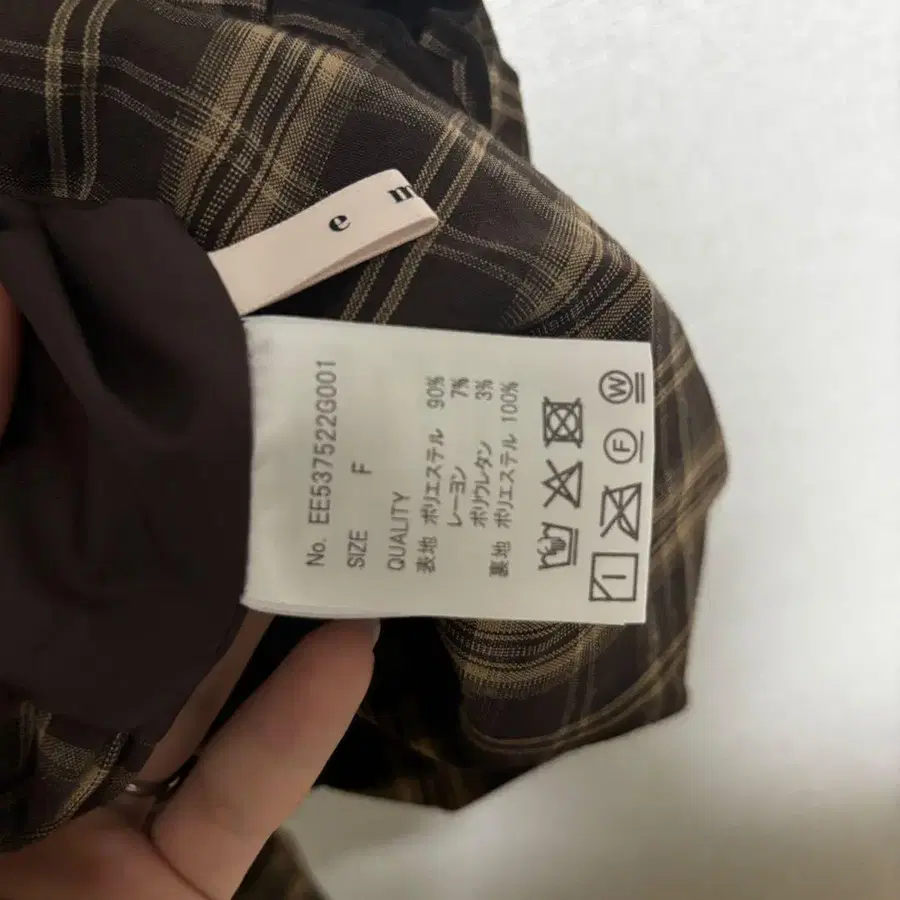 e m
No. EE537522G001
SIZE F
QUALITY
表地 ポリエステル 90%
レーヨン 7%
ポリウレタン 3%
裏地 ポリエステル 100%
W
F